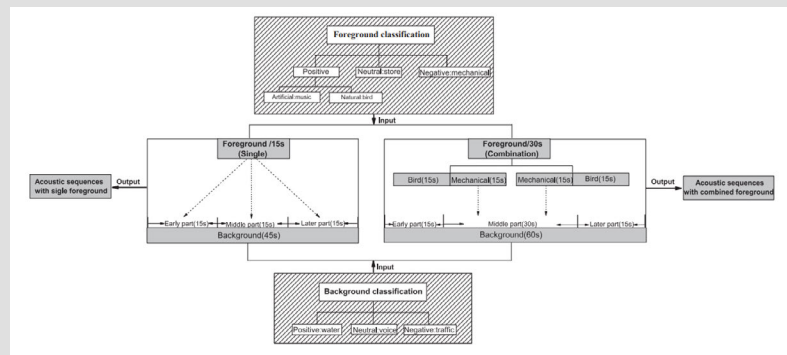 Foreground classification
Positive
Neutral:store
Negative:mechanical
Artificial music
Natural bird
Input
Foreground /15s
(Single)
Foreground/30s
(Combination)
Bird(15s)
Mechanical(15s)
Mechanical(15s)
Bird(15s)
Output
Acoustic sequences
with sigle foreground
Output
Acoustic sequences
with combined foreground
Early part(15s)
Middle part(15s)
Later part(15s)
Background(45s)
Early part(15s)
Middle part(30s)
Later part(15s)
Background(60s)
Input
Background classification
Positive:water
Neutral:voice
Negative:traffic